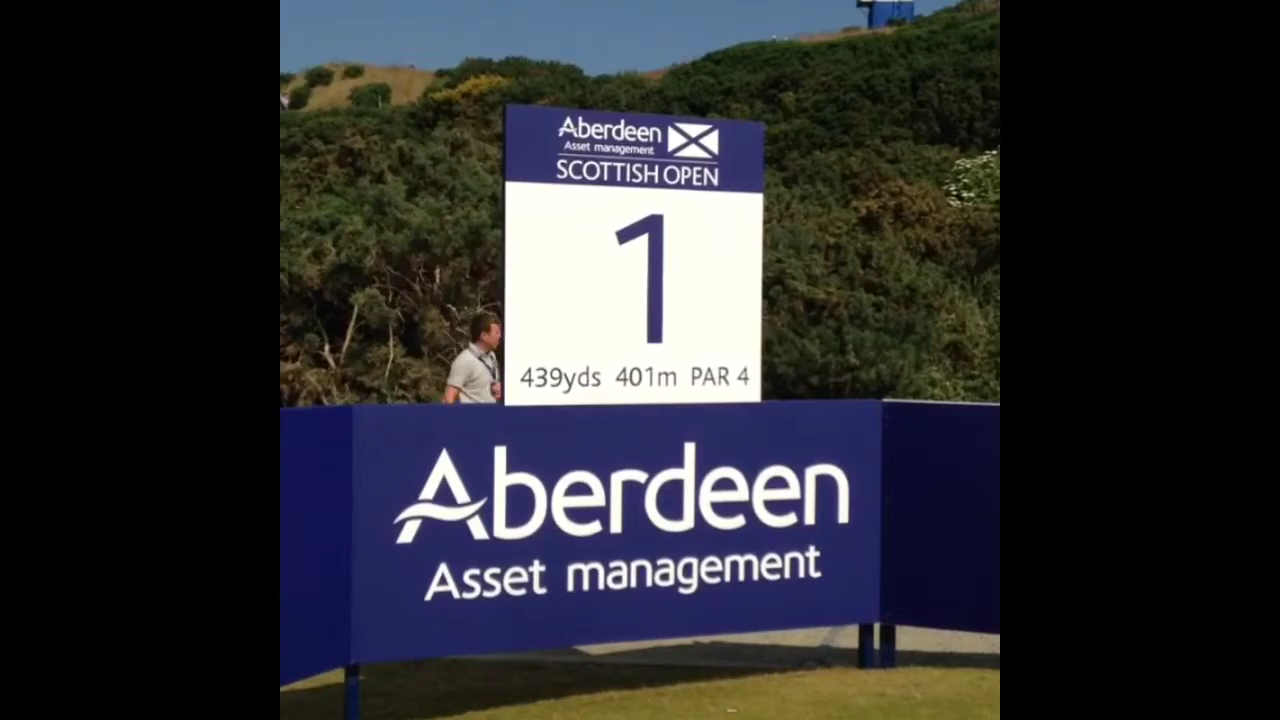 Aberdeen
Asset management
SCOTTISH OPEN
1
439yds 401m PAR 4
Aberdeen
Asset management